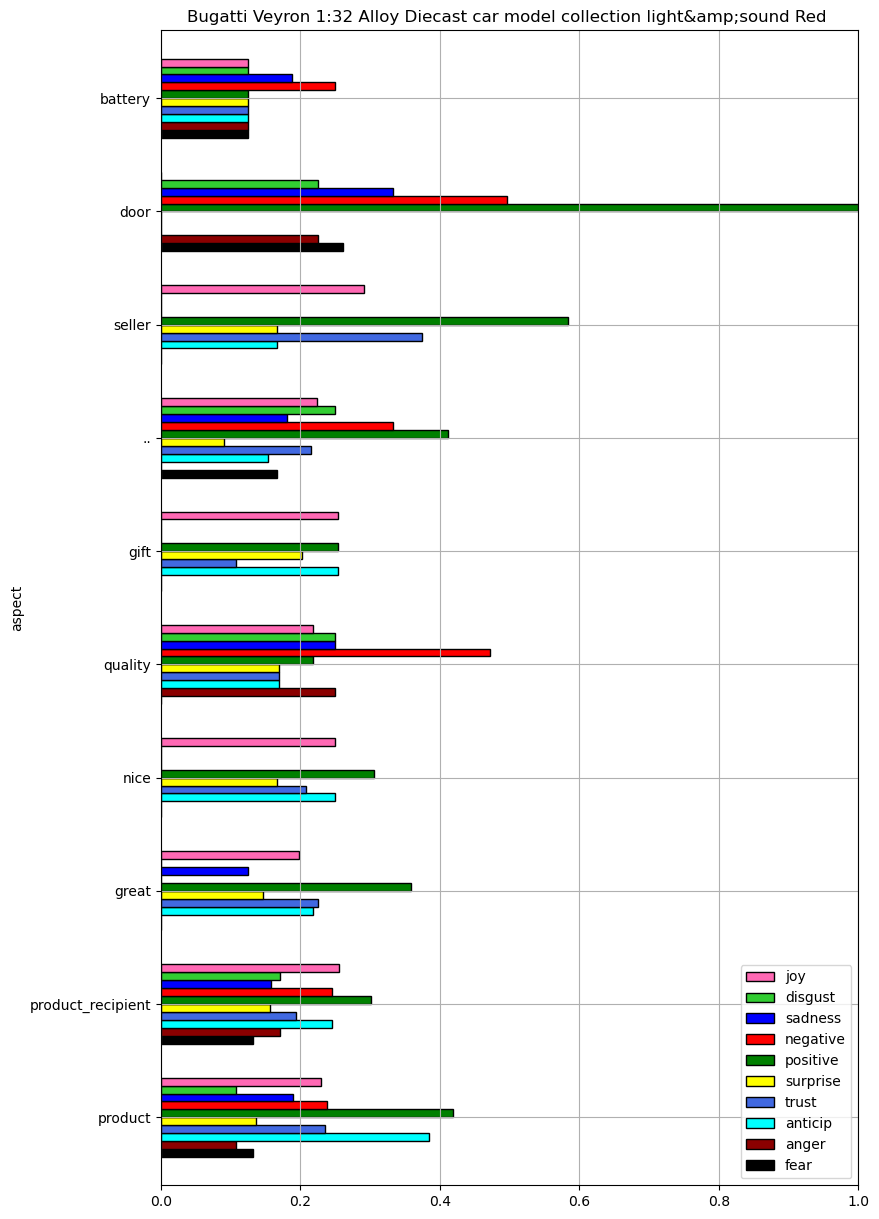 Bugatti Veyron 1:32 Alloy Diecast car model collection light&amp;sound Red
battery
door
seller
..
gift
quality
nice
great
product_recipient
product
aspect
joy
disgust
sadness
negative
positive
surprise
trust
anticip
anger
fear
0.0 0.2 0.4 0.6 0.8 1.0